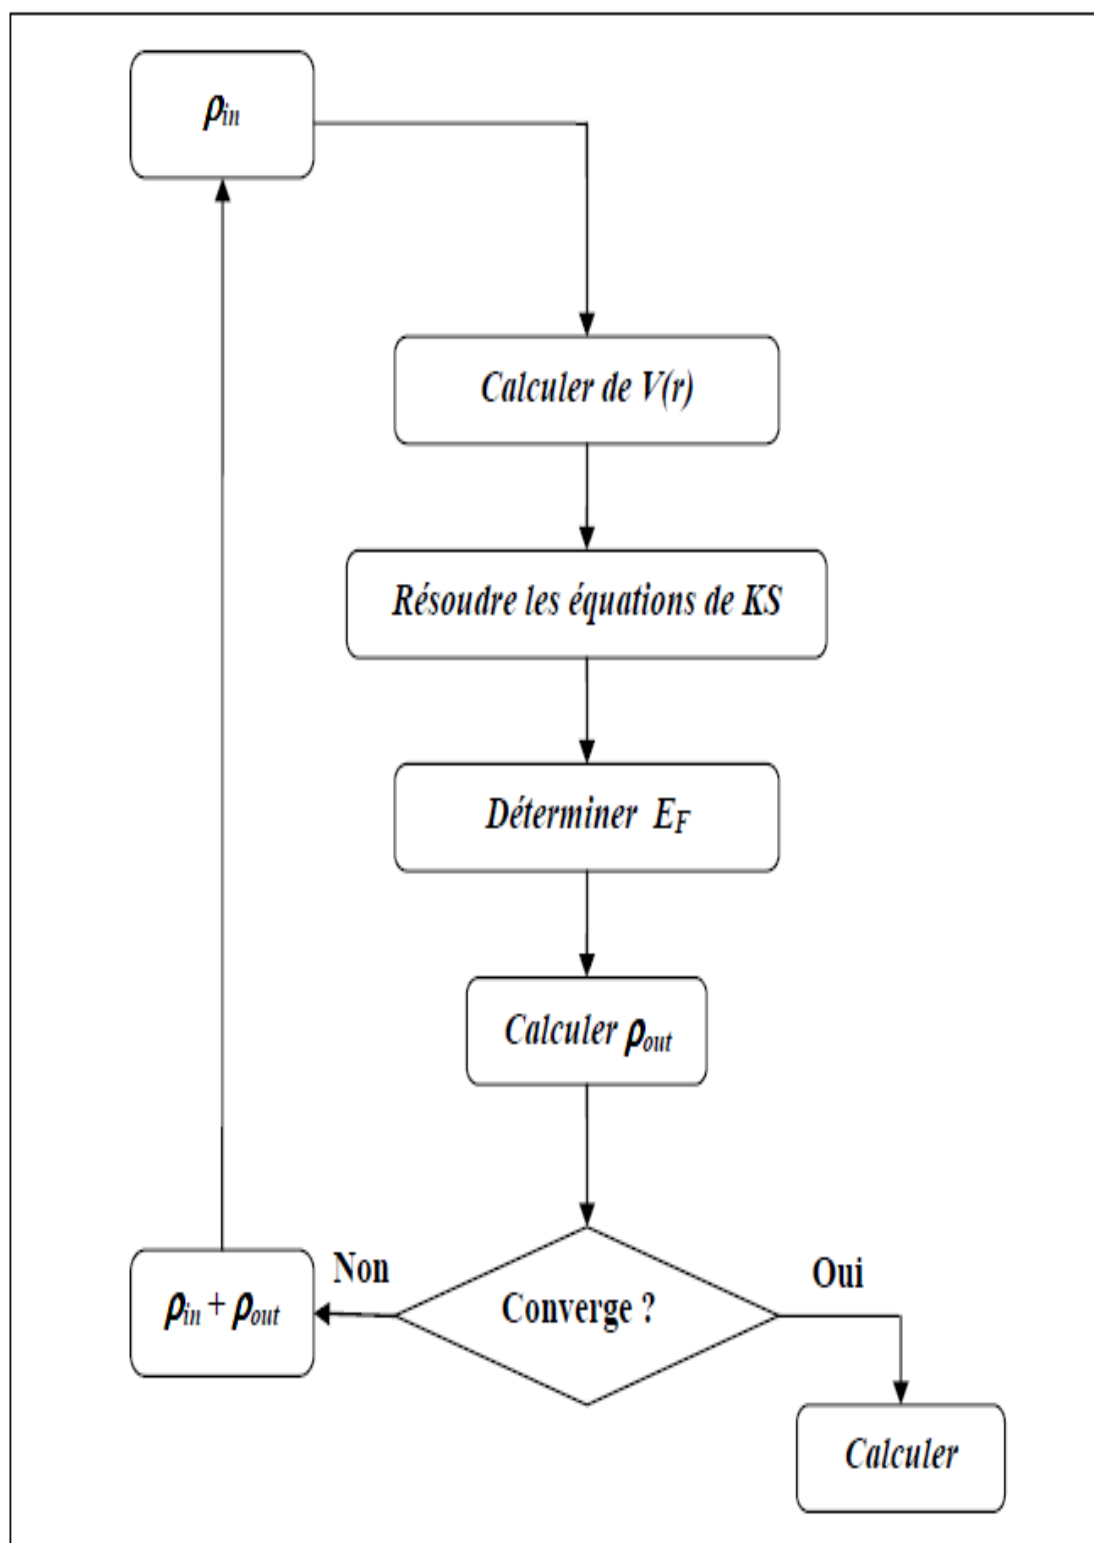 ρin
Calculer de V(r)
Résoudre les équations de KS
Déterminer EF
Calculer ρout
Non
Oui
ρin + ρout
Converge ?
Calculer